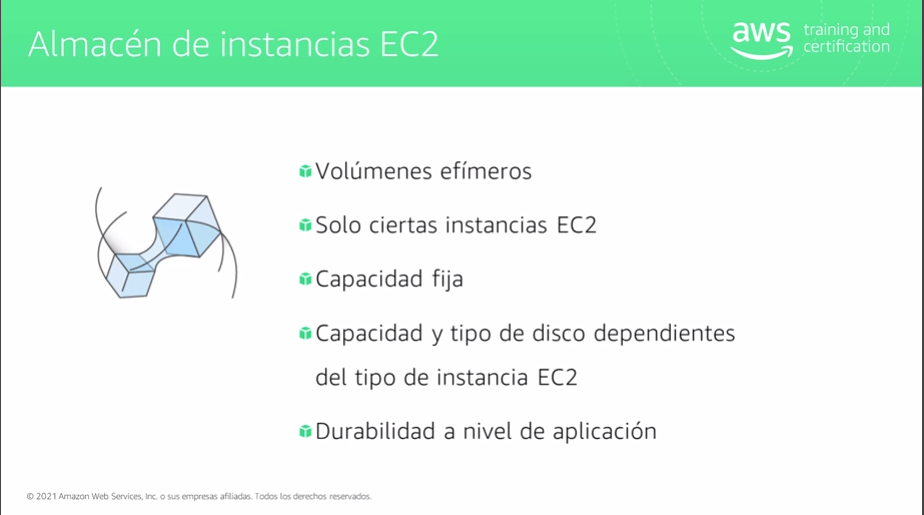 Almacén de instancias EC2
aws training and
certification
Volúmenes efímeros
Solo ciertas instancias EC2
Capacidad fija
Capacidad y tipo de disco dependientes
del tipo de instancia EC2
Durabilidad a nivel de aplicación
© 2021 Amazon Web Services, Inc. o sus empresas afiliadas. Todos los derechos reservados.